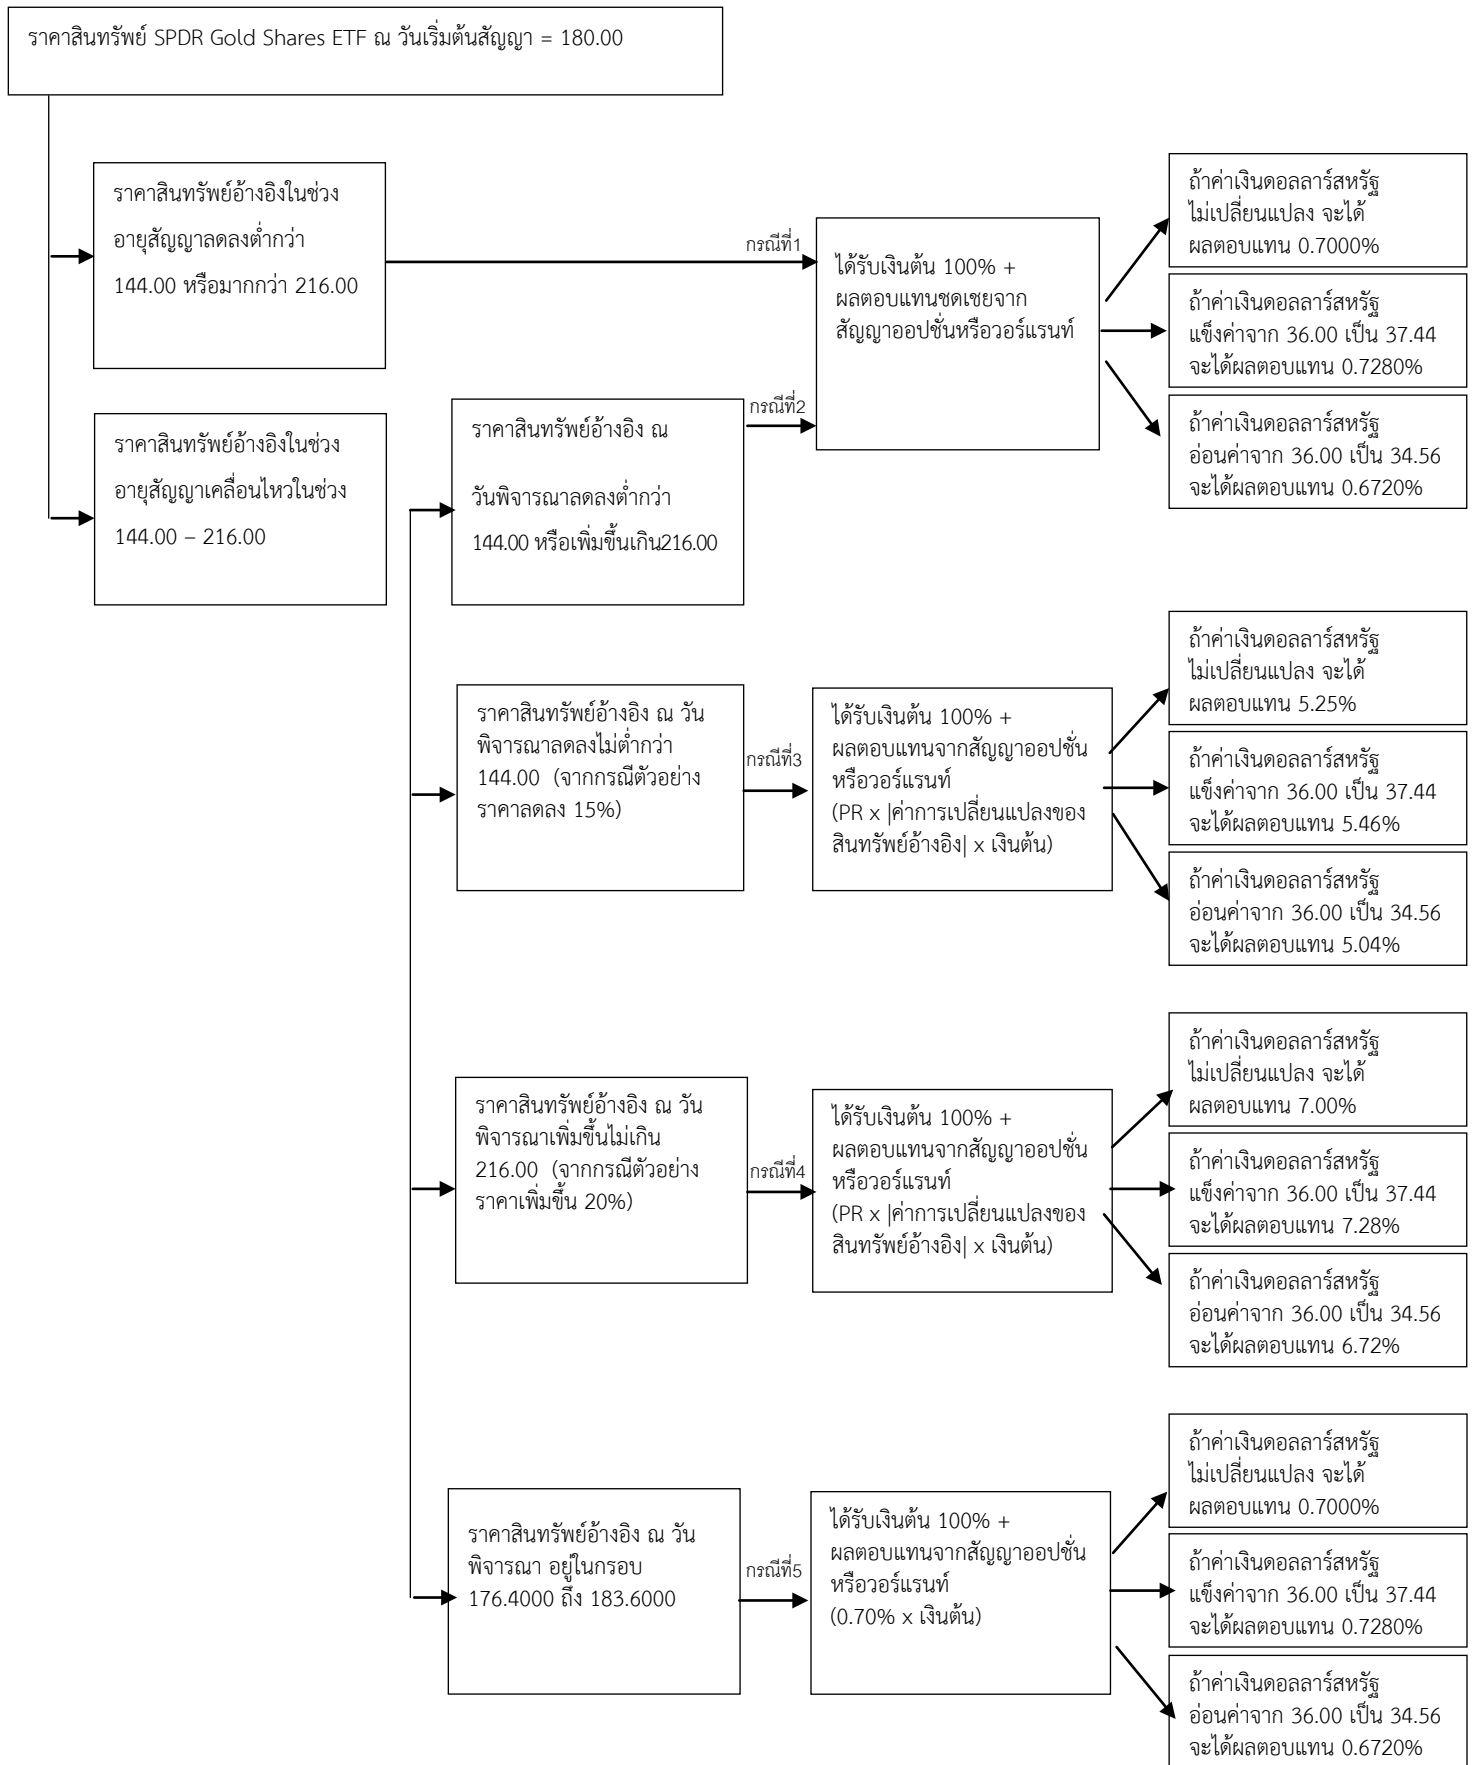 ราคาสินทรัพย์ SPDR Gold Shares ETF ณ วันเริ่มต้นสัญญา = 180.00
ราคาสินทรัพย์อ้างอิงในช่วง
อายุสัญญาลดลงต่ำกว่า
144.00 หรือมากกว่า 216.00
กรณีที่1
ได้รับเงินต้น 100% +
ผลตอบแทนชดเชยจาก
สัญญาออปชั่นหรือวอร์แรนท์
ถ้าค่าเงินดอลลาร์สหรัฐ
ไม่เปลี่ยนแปลง จะได้
ผลตอบแทน 0.7000%
ถ้าค่าเงินดอลลาร์สหรัฐ
แข็งค่าจาก 36.00 เป็น 37.44
จะได้ผลตอบแทน 0.7280%
ถ้าค่าเงินดอลลาร์สหรัฐ
อ่อนค่าจาก 36.00 เป็น 34.56
จะได้ผลตอบแทน 0.6720%
ราคาสินทรัพย์อ้างอิงในช่วง
อายุสัญญาเคลื่อนไหวในช่วง
144.00 – 216.00
ราคาสินทรัพย์อ้างอิง ณ
วันพิจารณาลดลงต่ำกว่า
144.00 หรือเพิ่มขึ้นเกิน216.00
กรณีที่2
ราคาสินทรัพย์อ้างอิง ณ วัน
พิจารณาลดลงไม่ต่ำกว่า
144.00 (จากกรณีตัวอย่าง
ราคาลดลง 15%)
กรณีที่3
ได้รับเงินต้น 100% +
ผลตอบแทนจากสัญญาออปชั่น
หรือวอร์แรนท์
(PR x |ค่าการเปลี่ยนแปลงของ
สินทรัพย์อ้างอิง| x เงินต้น)
ถ้าค่าเงินดอลลาร์สหรัฐ
ไม่เปลี่ยนแปลง จะได้
ผลตอบแทน 5.25%
ถ้าค่าเงินดอลลาร์สหรัฐ
แข็งค่าจาก 36.00 เป็น 37.44
จะได้ผลตอบแทน 5.46%
ถ้าค่าเงินดอลลาร์สหรัฐ
อ่อนค่าจาก 36.00 เป็น 34.56
จะได้ผลตอบแทน 5.04%
ราคาสินทรัพย์อ้างอิง ณ วัน
พิจารณาเพิ่มขึ้นไม่เกิน
216.00 (จากกรณีตัวอย่าง
ราคาเพิ่มขึ้น 20%)
กรณีที่4
ได้รับเงินต้น 100% +
ผลตอบแทนจากสัญญาออปชั่น
หรือวอร์แรนท์
(PR x |ค่าการเปลี่ยนแปลงของ
สินทรัพย์อ้างอิง| x เงินต้น)
ถ้าค่าเงินดอลลาร์สหรัฐ
ไม่เปลี่ยนแปลง จะได้
ผลตอบแทน 7.00%
ถ้าค่าเงินดอลลาร์สหรัฐ
แข็งค่าจาก 36.00 เป็น 37.44
จะได้ผลตอบแทน 7.28%
ถ้าค่าเงินดอลลาร์สหรัฐ
อ่อนค่าจาก 36.00 เป็น 34.56
จะได้ผลตอบแทน 6.72%
ราคาสินทรัพย์อ้างอิง ณ วัน
พิจารณา อยู่ในกรอบ
176.4000 ถึง 183.6000
กรณีที่5
ได้รับเงินต้น 100% +
ผลตอบแทนจากสัญญาออปชั่น
หรือวอร์แรนท์
(0.70% x เงินต้น)
ถ้าค่าเงินดอลลาร์สหรัฐ
ไม่เปลี่ยนแปลง จะได้
ผลตอบแทน 0.7000%
ถ้าค่าเงินดอลลาร์สหรัฐ
แข็งค่าจาก 36.00 เป็น 37.44
จะได้ผลตอบแทน 0.7280%
ถ้าค่าเงินดอลลาร์สหรัฐ
อ่อนค่าจาก 36.00 เป็น 34.56
จะได้ผลตอบแทน 0.6720%